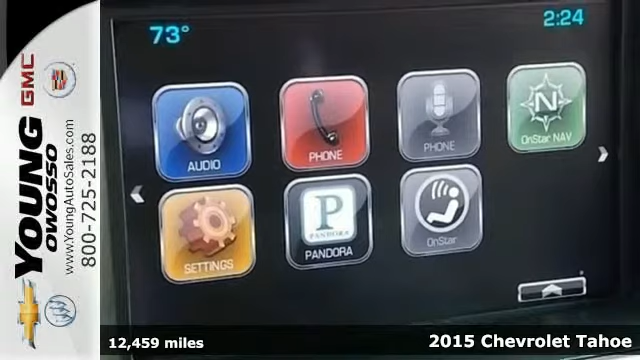 73°
2:24
AUDIO
PHONE
PHONE
N
OnStar NAV
SETTINGS
P
PANDORA
PANDORA
OnStar
YOUNG GMC
OWOSSO
www.YoungAutoSales.com
800-725-2188
12,459 miles
2015 Chevrolet Tahoe